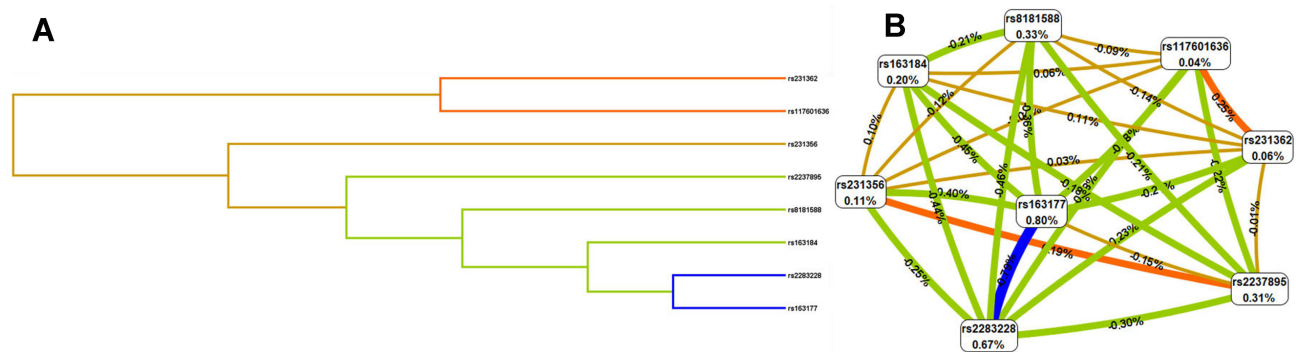 A
rs231362
rs117601636
rs231356
rs2237895
rs8181588
rs163184
rs2283228
rs163177
B
rs8181588
0.33%
rs117601636
0.04%
rs163184
0.20%
rs231362
0.06%
rs231356
0.11%
rs163177
0.80%
rs2237895
0.31%
rs2283228
0.67%
-0.21%
-0.09%
0.06%
-0.12%
-0.14%
0.25%
0.11%
0.10%
-0.36%
-0.45%
-0.21%
0.03%
-0.46%
-0.44%
-0.40%
-0.01%
-0.25%
-0.15%
-0.30%